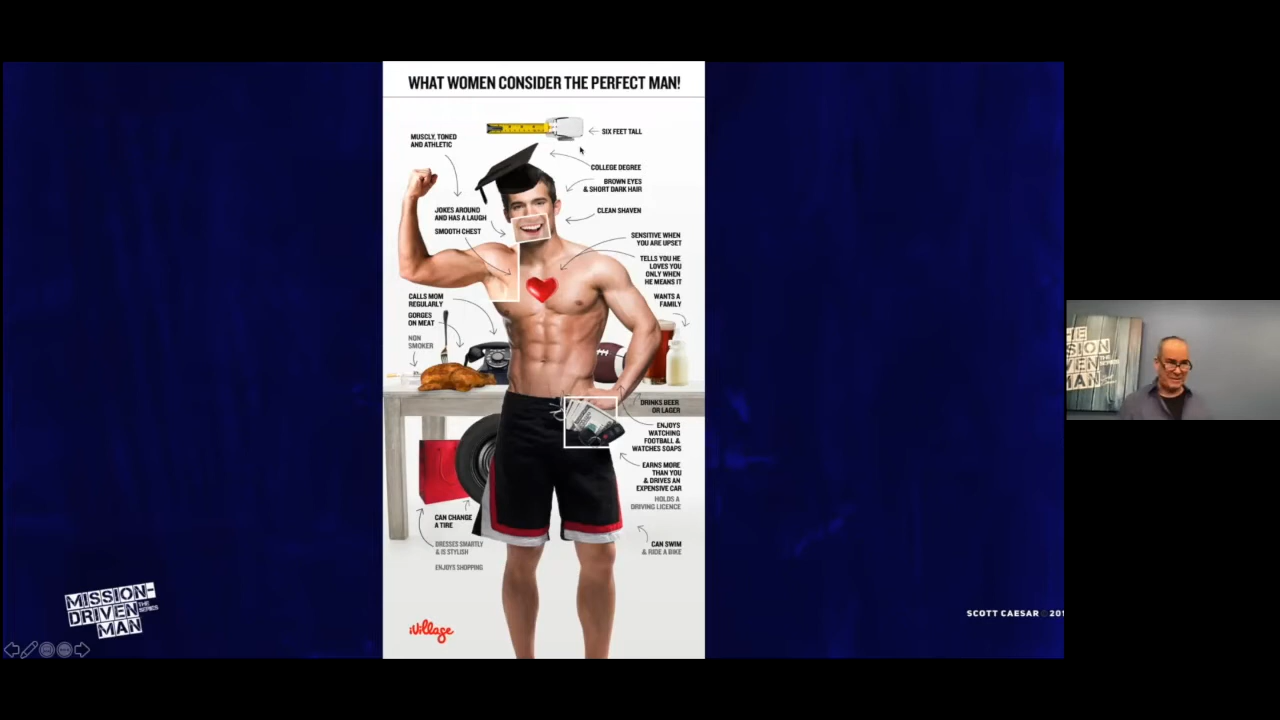 WHAT WOMEN CONSIDER THE PERFECT MAN!
SIX FEET TALL
MUSCLY, TONED
AND ATHLETIC
COLLEGE DEGREE
BROWN EYES
& SHORT DARK HAIR
JOKES AROUND
AND HAS A LAUGH
CLEAN SHAVEN
SMOOTH CHEST
SENSITIVE WHEN
YOU ARE UPSET
TELLS YOU HE
LOVES YOU
ONLY WHEN
HE MEANS IT
CALLS MOM
REGULARLY
WANTS A
FAMILY
GORGES
ON MEAT
NON
SMOKER
DRINKS BEER
OR LAGER
ENJOYS
WATCHING
FOOTBALL &
WATCHES SOAPS
EARNS MORE
THAN YOU
& DRIVES AN
EXPENSIVE CAR
HOLDS A
DRIVING LICENCE
CAN CHANGE
A TIRE
DRESSES SMARTLY
& IS STYLISH
ENJOYS SHOPPING
CAN SWIM
& RIDE A BIKE
iVillage
MISSION-
DRIVEN
MAN
THE
SERIES
SCOTT CAESAR © 201